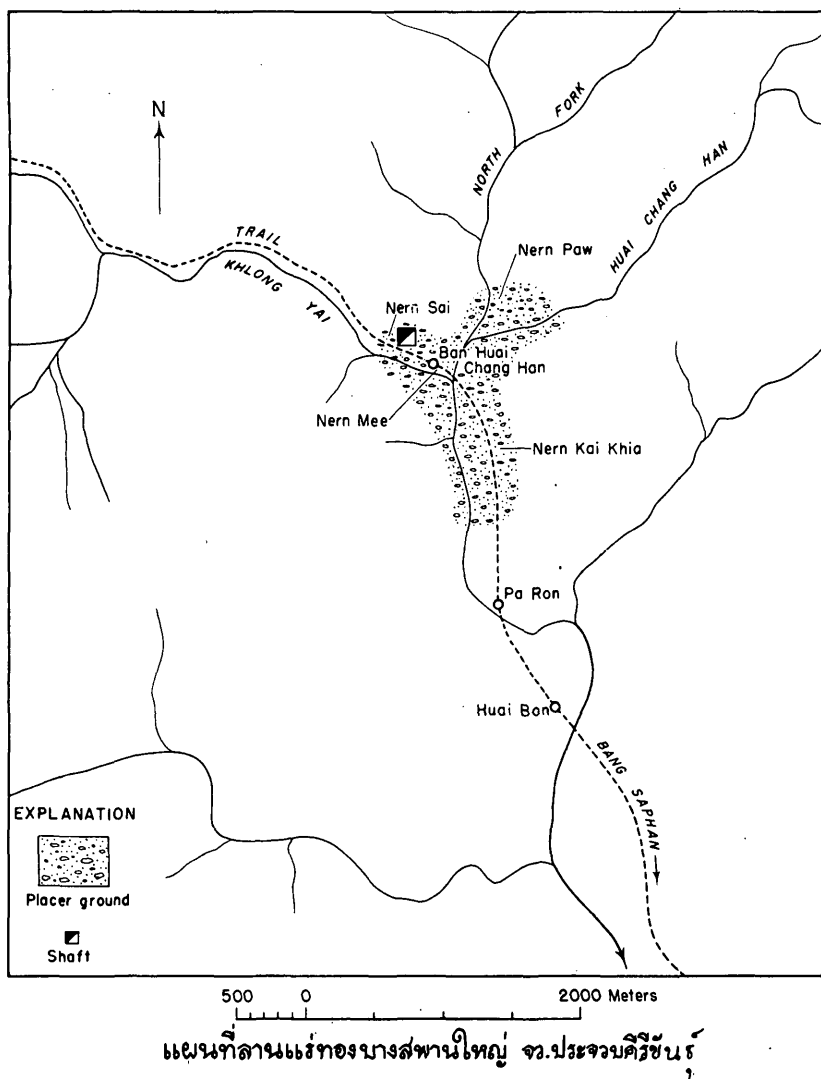 N
NORTH FORK
HUAI CHANG HAN
Nern Paw
TRAIL
KHLONG YAI
Nern Sai
Ban Huai
Chang Han
Nern Mee
Nern Kai Khia
Pa Ron
Huai Bon
BANG SAPHAN
EXPLANATION
Placer ground
Shaft
500 0 2000 Meters
แผนที่ลานแร่ทองบางสพานใหญ่ จว.ประจวบคีรีขันธุ์